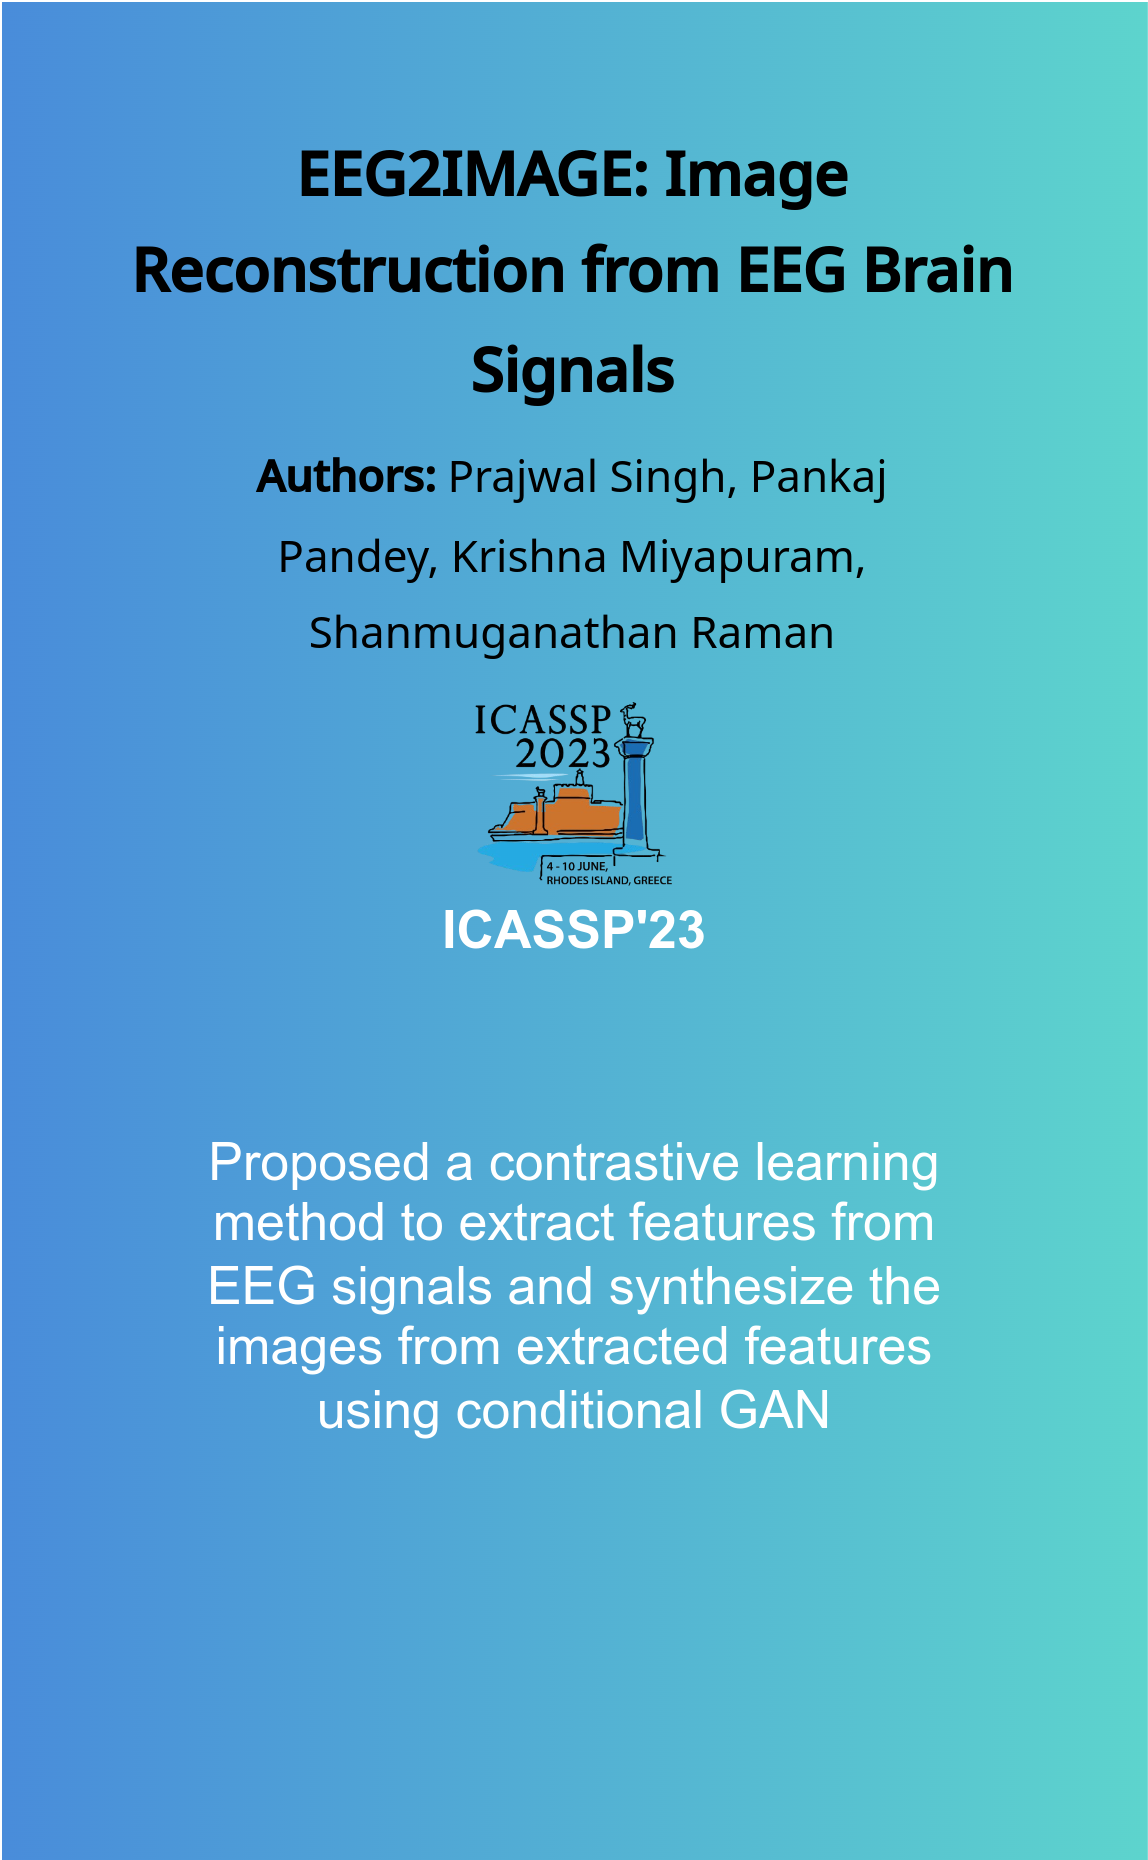 EEG2IMAGE: Image
Reconstruction from EEG Brain
Signals
Authors: Prajwal Singh, Pankaj
Pandey, Krishna Miyapuram,
Shanmuganathan Raman
ICASSP
2023
4 - 10 JUNE,
RHODES ISLAND, GREECE
ICASSP'23
Proposed a contrastive learning
method to extract features from
EEG signals and synthesize the
images from extracted features
using conditional GAN